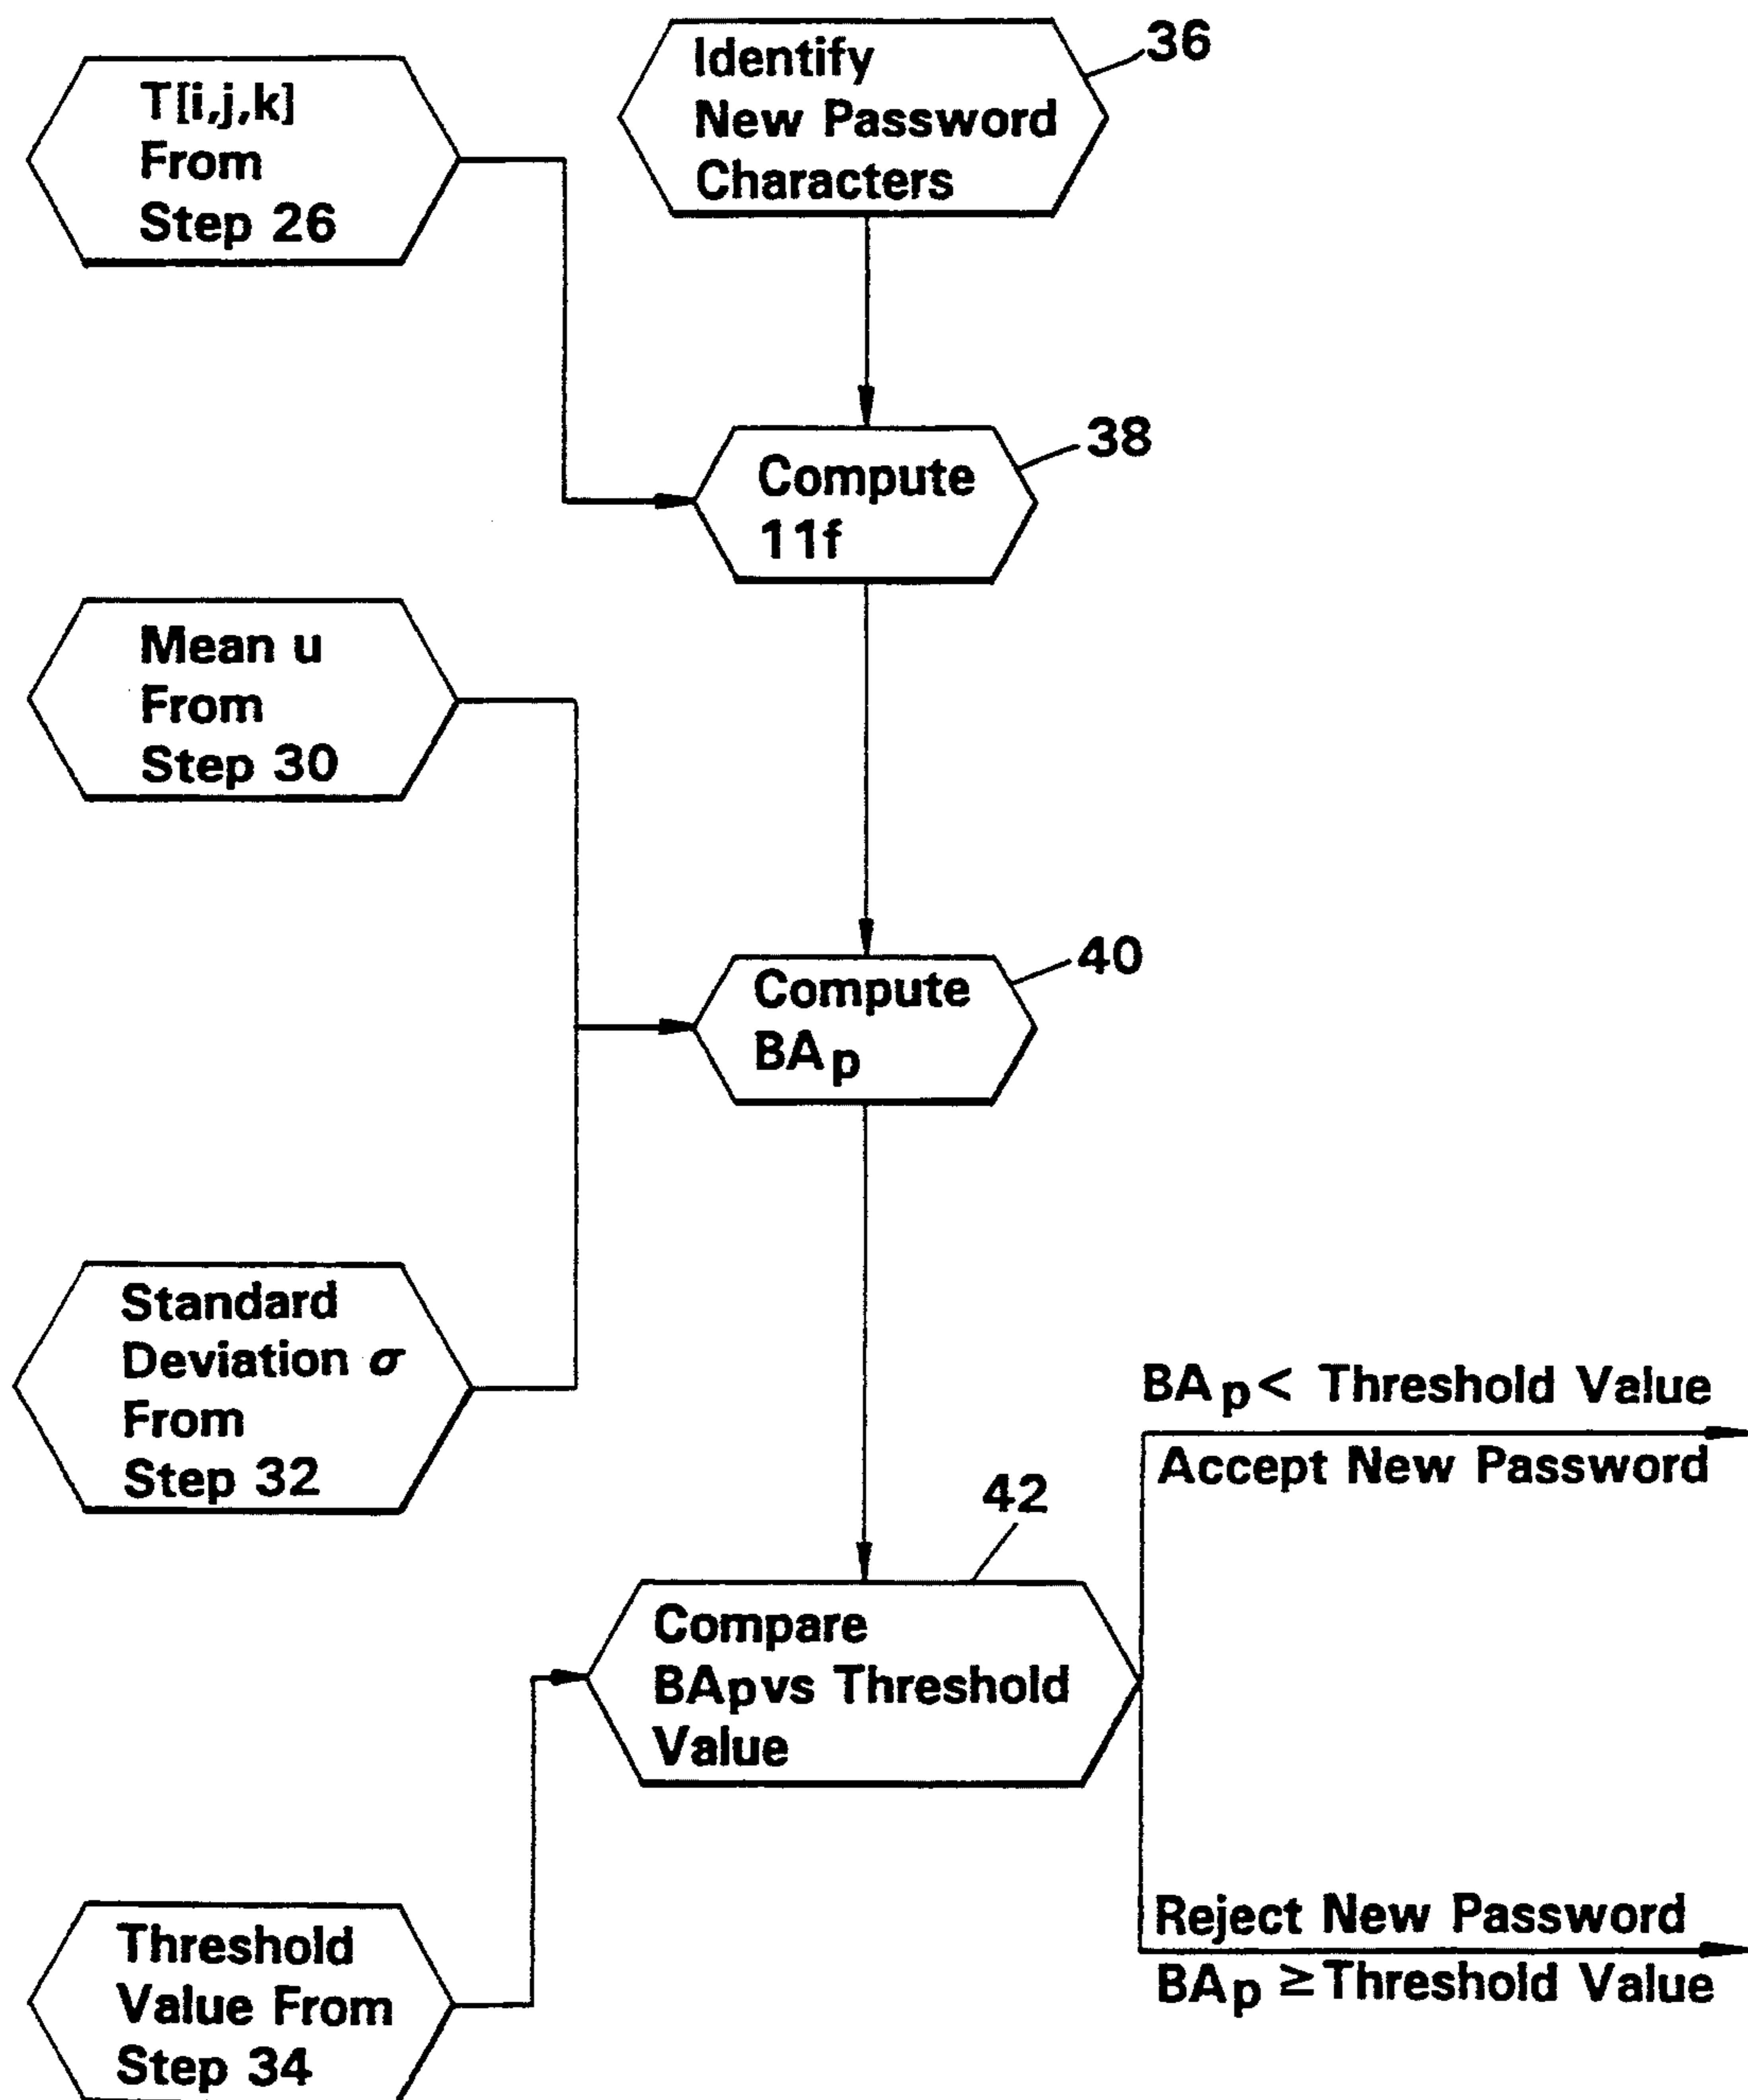 Identify
New Password
Characters
36
T[i,j,k]
From
Step 26
Compute
11f
38
Mean u
From
Step 30
Compute
BAp
40
Standard
Deviation σ
From
Step 32
BAp < Threshold Value
Accept New Password
42
Compare
BAp vs Threshold
Value
Reject New Password
BAp ≥ Threshold Value
Threshold
Value From
Step 34